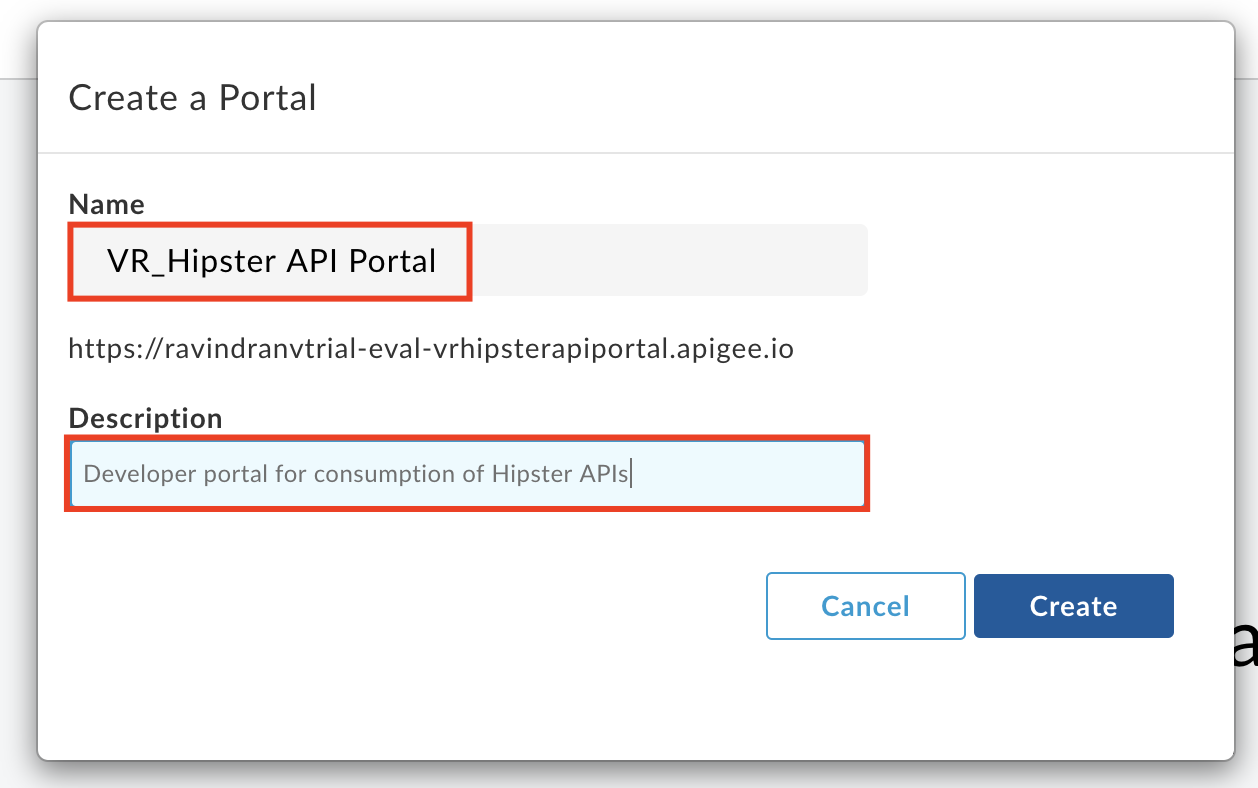 Create a Portal
Name
VR_Hipster API Portal
https://ravindranvtrial-eval-vrhipsterapiportal.apigee.io
Description
Developer portal for consumption of Hipster APIs
Cancel Create
a